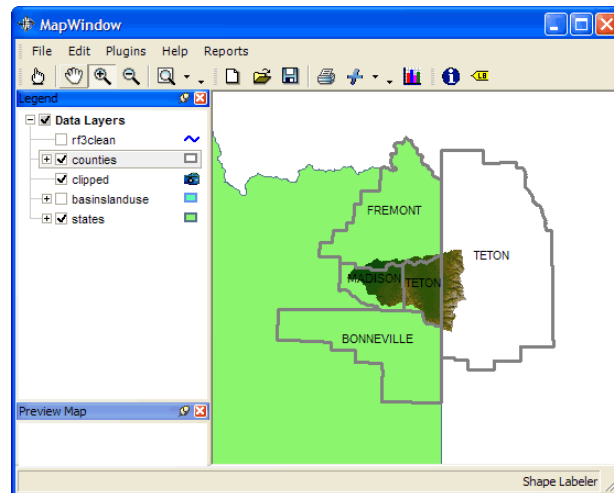 MapWindow
File Edit Plugins Help Reports
LB
Legend
Data Layers
rf3clean
counties
clipped
basinslanduse
states
FREMONT
TETON
MADISON
TETON
BONNEVILLE
Preview Map
Shape Labeler